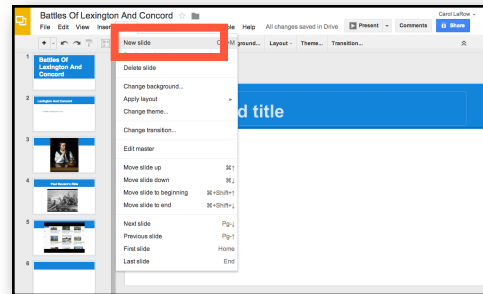 Battles Of Lexington And Concord
Carol LaRow
File Edit View Help All changes saved in Drive Present Comments Share
New slide Layout Theme... Transition...
Delete slide
Change background...
Apply layout
Change theme...
Change transition...
Edit master
Move slide up ⌘↑
Move slide down ⌘↓
Move slide to beginning ⌘+Shift+↑
Move slide to end ⌘+Shift+↓
Next slide Pg-↓
Previous slide Pg-↑
First slide Home
Last slide End
1 Battles Of
Lexington And
Concord
2 Lexington And Concord
3
4 Paul Revere's Ride
5
6
title